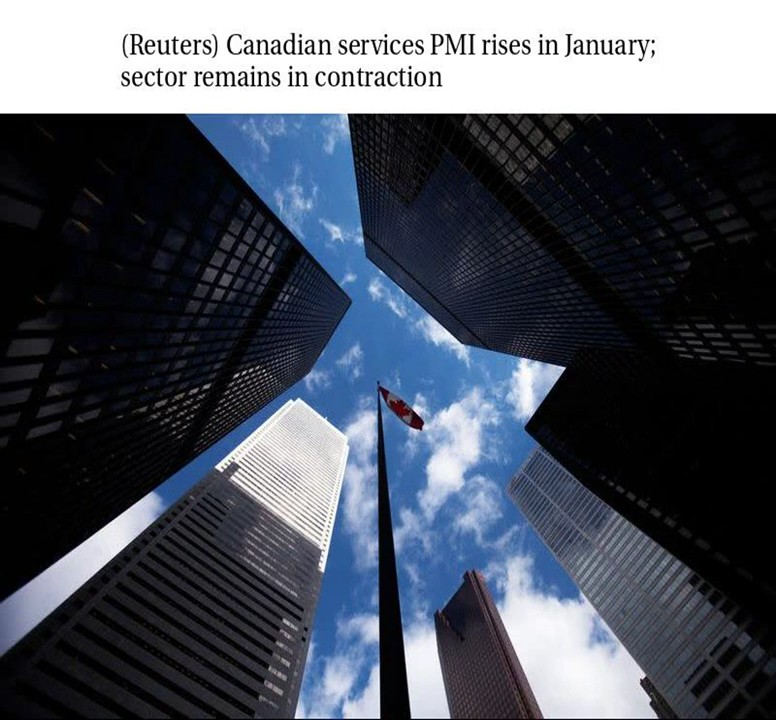 (Reuters) Canadian services PMI rises in January;
sector remains in contraction